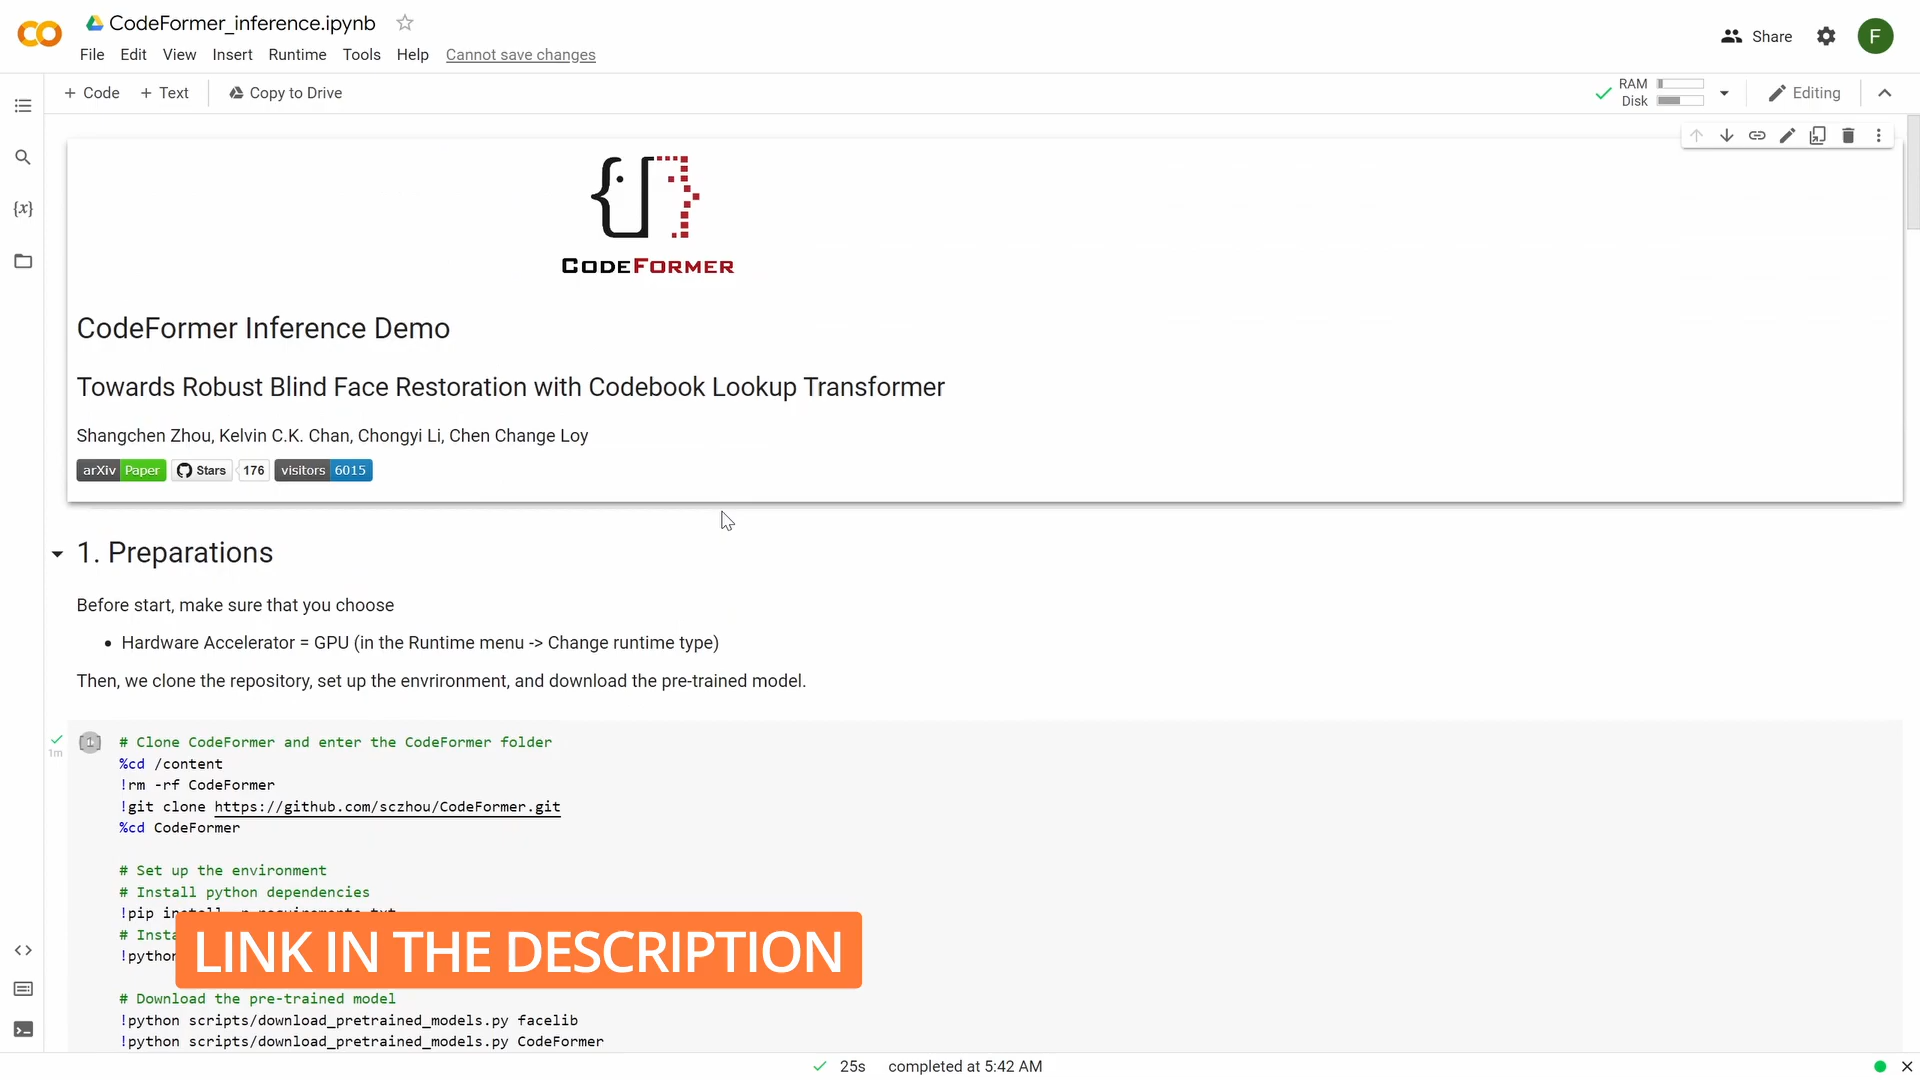 CodeFormer_inference.ipynb
File Edit View Insert Runtime Tools Help Cannot save changes
Share
F
+ Code + Text Copy to Drive
RAM
Disk
Editing
{x}
CODEFORMER
CodeFormer Inference Demo
Towards Robust Blind Face Restoration with Codebook Lookup Transformer
Shangchen Zhou, Kelvin C.K. Chan, Chongyi Li, Chen Change Loy
arXiv Paper Stars 176 visitors 6015
1. Preparations
Before start, make sure that you choose
• Hardware Accelerator = GPU (in the Runtime menu -> Change runtime type)
Then, we clone the repository, set up the envrironment, and download the pre-trained model.
1m
[1]
# Clone CodeFormer and enter the CodeFormer folder
%cd /content
!rm -rf CodeFormer
!git clone https://github.com/sczhou/CodeFormer.git
%cd CodeFormer
# Set up the environment
# Install python dependencies
!pip install -r requirements.txt
# Insta
!python
LINK IN THE DESCRIPTION
# Download the pre-trained model
!python scripts/download_pretrained_models.py facelib
!python scripts/download_pretrained_models.py CodeFormer
25s completed at 5:42 AM